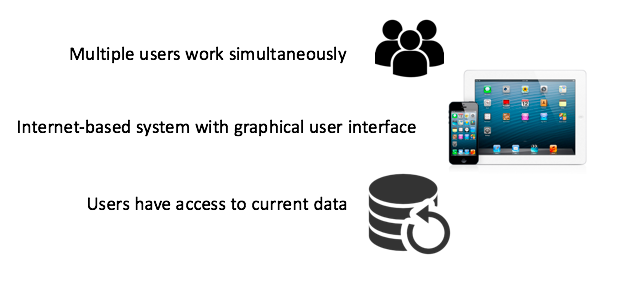 Multiple users work simultaneously
Internet-based system with graphical user interface
Users have access to current data